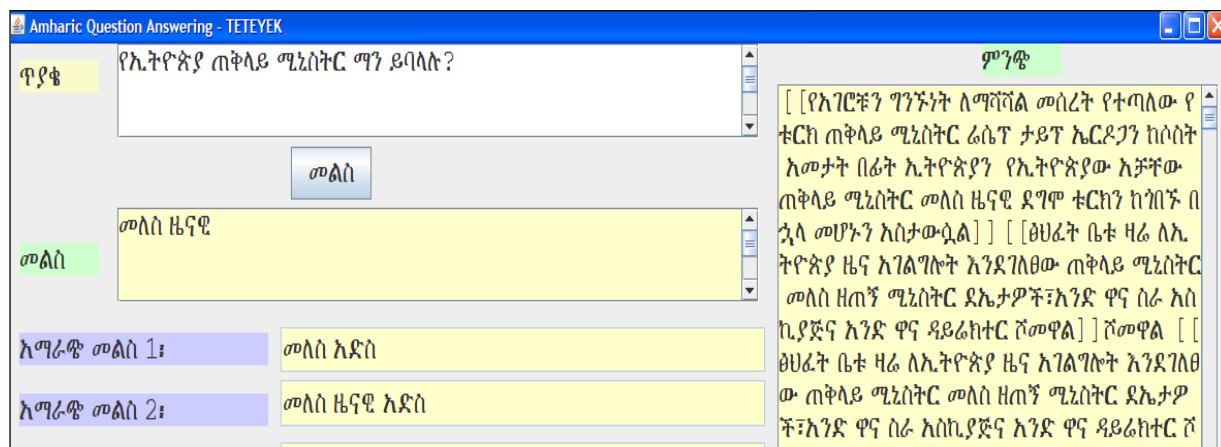 Amharic Question Answering - TETEYEK
ጥያቄ
የኢትዮጵያ ጠቅላይ ሚኒስትር ማን ይባላሉ?
መልስ
መልስ
መለስ ዜናዊ
አማራጭ መልስ 1፡
መለስ አድስ
አማራጭ መልስ 2፡
መለስ ዜናዊ አድስ
ምንጭ
[ [የአገሮቹን ግንኙነት ለማሻሻል መሰረት የተጣለው የ
ቱርክ ጠቅላይ ሚኒስትር ሬሴፕ ታይፕ ኤርዶጋን ከሶስት
አመታት በፊት ኢትዮጵያን የኢትዮጵያው አቻቸው
ጠቅላይ ሚኒስትር መለስ ዜናዊ ደግሞ ቱርክን ከጎበኙ በ
ኋላ መሆኑን አስታውሷል] ] [ [ፅህፈት ቤቱ ዛሬ ለኢ
ትዮጵያ ዜና አገልግሎት እንደገለፀው ጠቅላይ ሚኒስትር
መለስ ዘጠኝ ሚኒስትር ደኤታዎች፣አንድ ዋና ስራ አስ
ኪያጅና አንድ ዋና ዳይሬክተር ሾመዋል] ] ሾመዋል [ [
ፅህፈት ቤቱ ዛሬ ለኢትዮጵያ ዜና አገልግሎት እንደገለፀ
ው ጠቅላይ ሚኒስትር መለስ ዘጠኝ ሚኒስትር ደኤታዎ
ች፣አንድ ዋና ስራ አስኪያጅና አንድ ዋና ዳይሬክተር ሾ